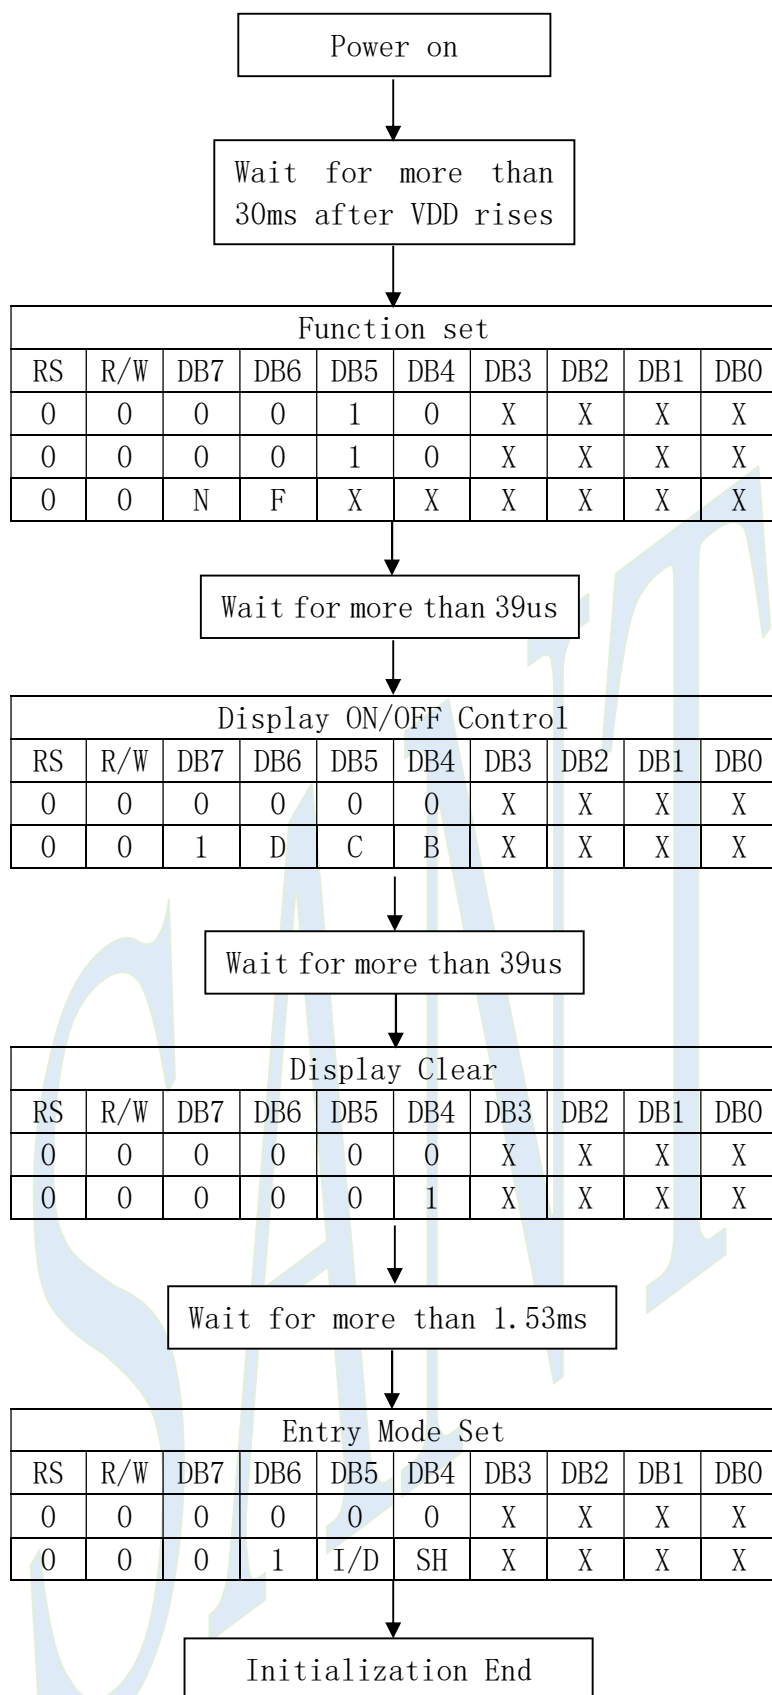 Power on
Wait for more than
30ms after VDD rises
Function set
RS R/W DB7 DB6 DB5 DB4 DB3 DB2 DB1 DB0
0 0 0 0 1 0 X X X X
0 0 0 0 1 0 X X X X
0 0 N F X X X X X X
Wait for more than 39us
Display ON/OFF Control
RS R/W DB7 DB6 DB5 DB4 DB3 DB2 DB1 DB0
0 0 0 0 0 0 X X X X
0 0 1 D C B X X X X
Wait for more than 39us
Display Clear
RS R/W DB7 DB6 DB5 DB4 DB3 DB2 DB1 DB0
0 0 0 0 0 0 X X X X
0 0 0 0 0 1 X X X X
Wait for more than 1.53ms
Entry Mode Set
RS R/W DB7 DB6 DB5 DB4 DB3 DB2 DB1 DB0
0 0 0 0 0 0 X X X X
0 0 0 1 I/D SH X X X X
Initialization End
SANT